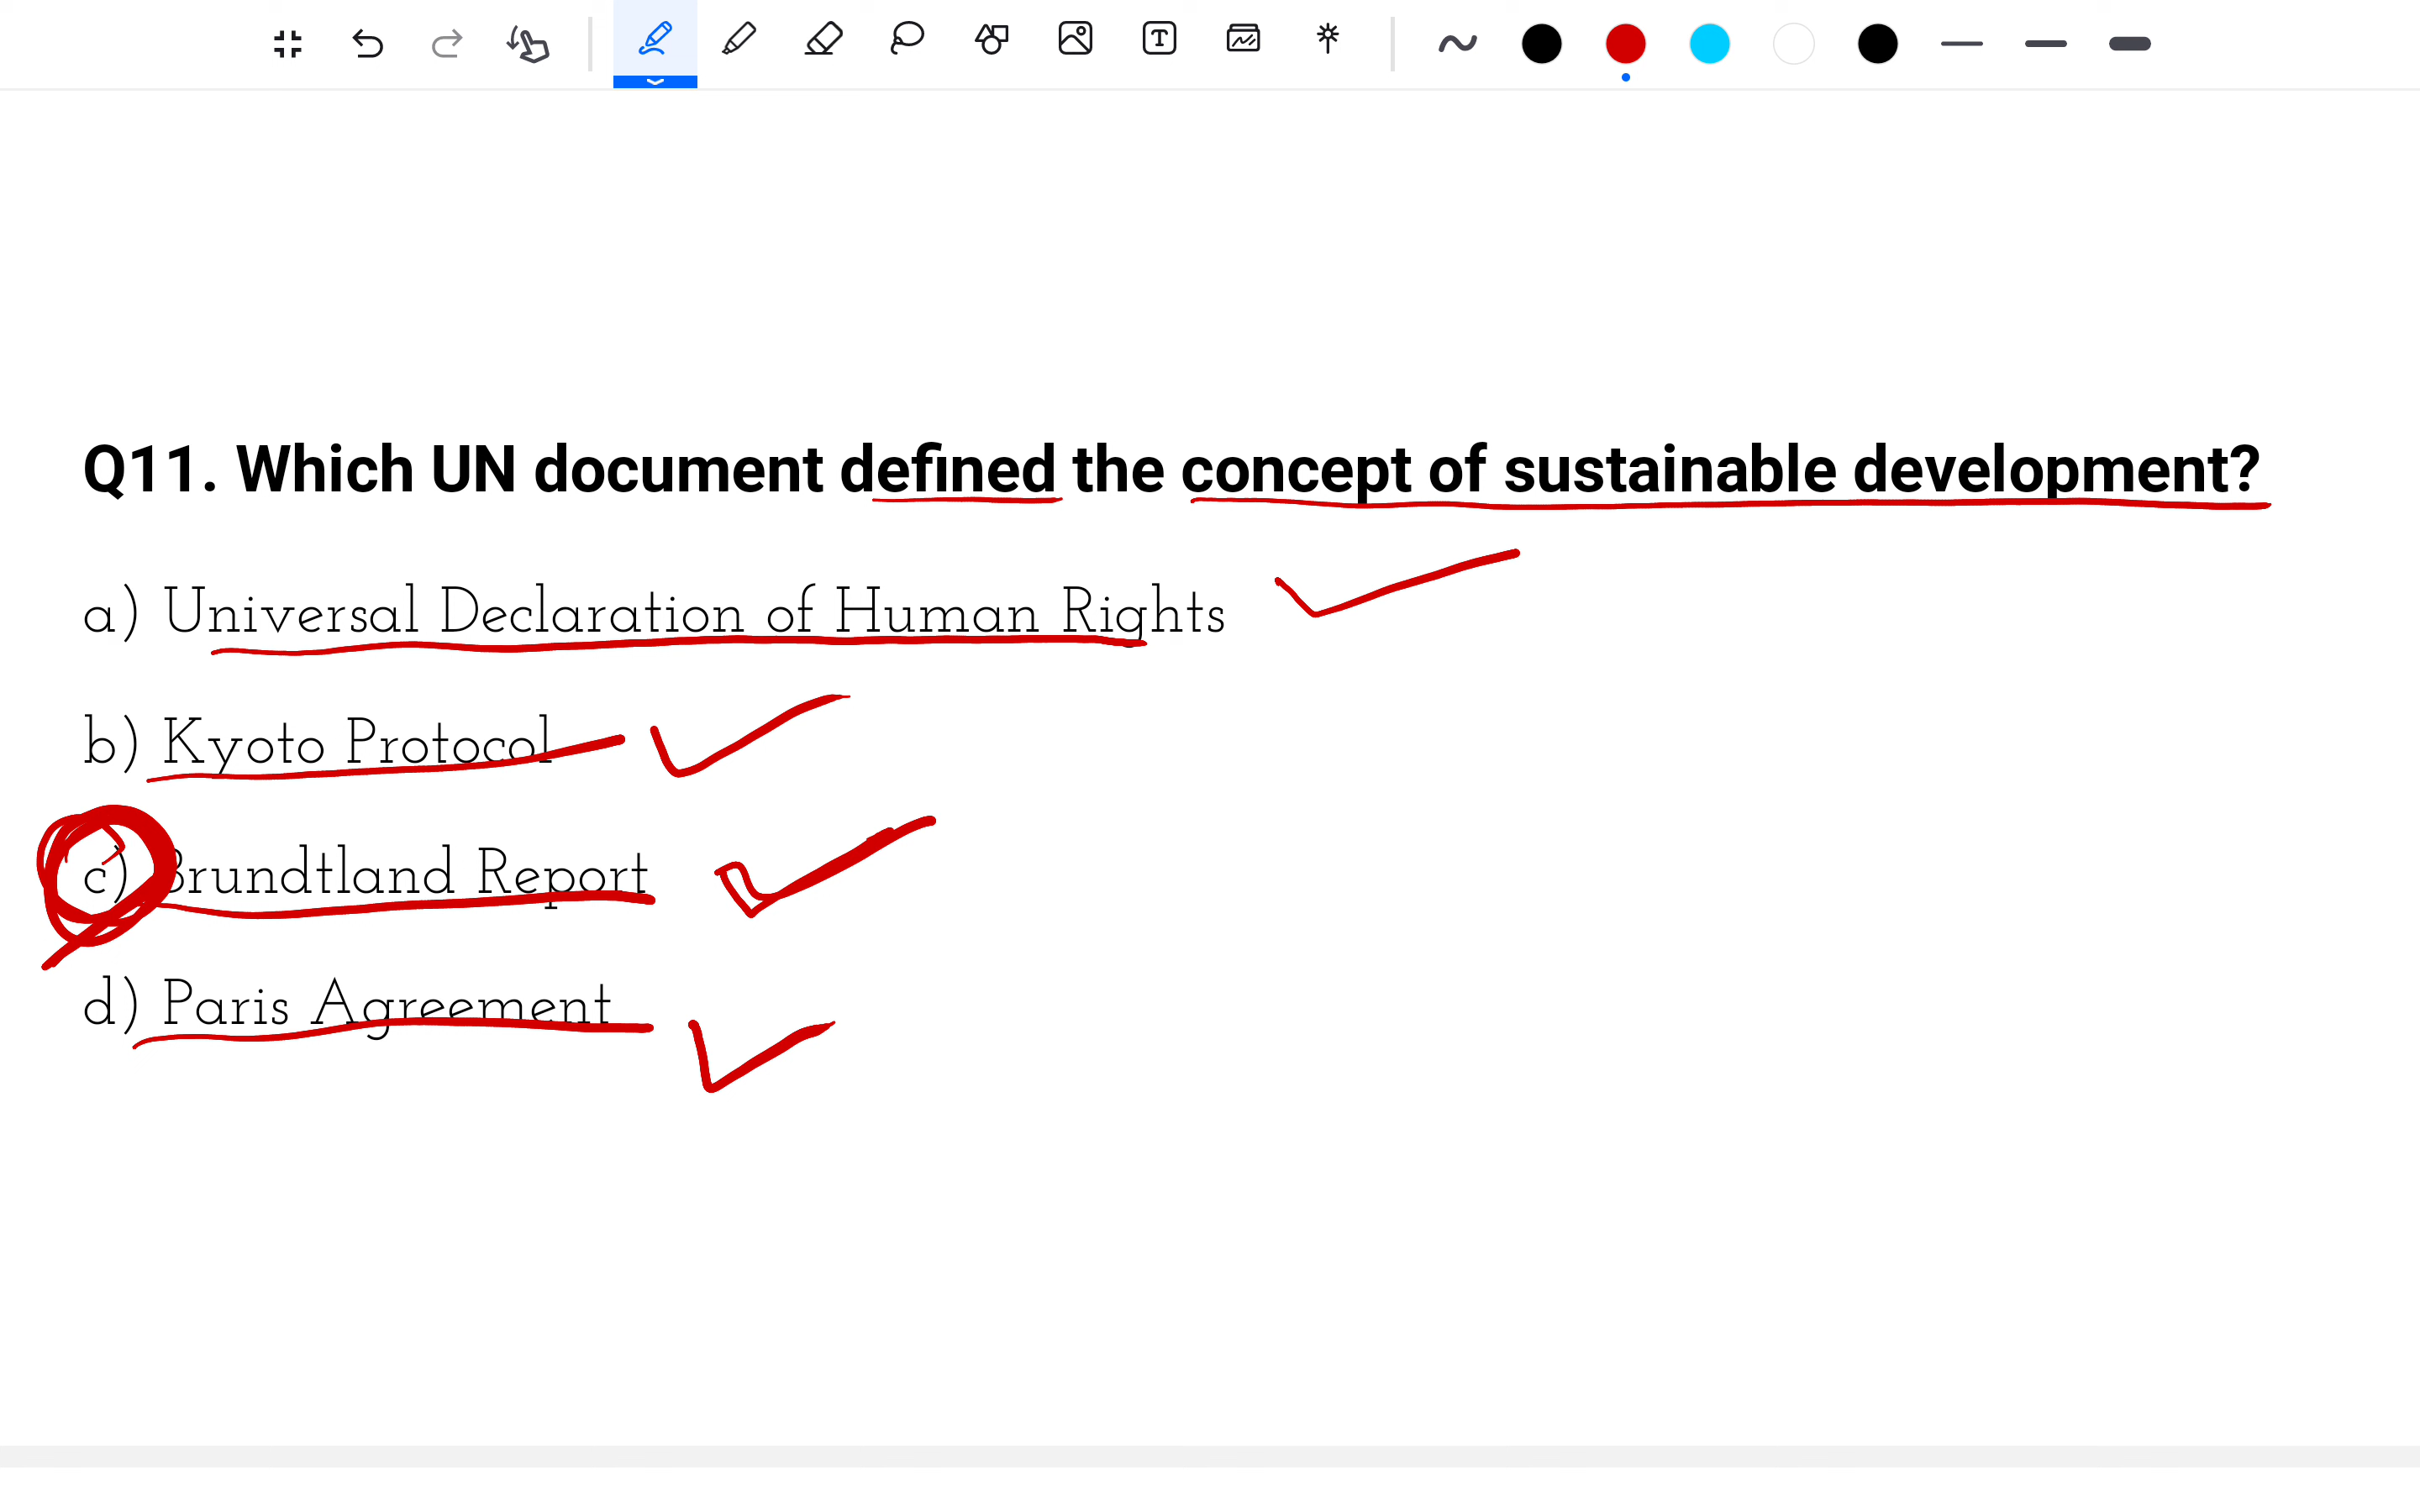 Q11. Which UN document defined the concept of sustainable development?
a) Universal Declaration of Human Rights
b) Kyoto Protocol
c) Brundtland Report
d) Paris Agreement